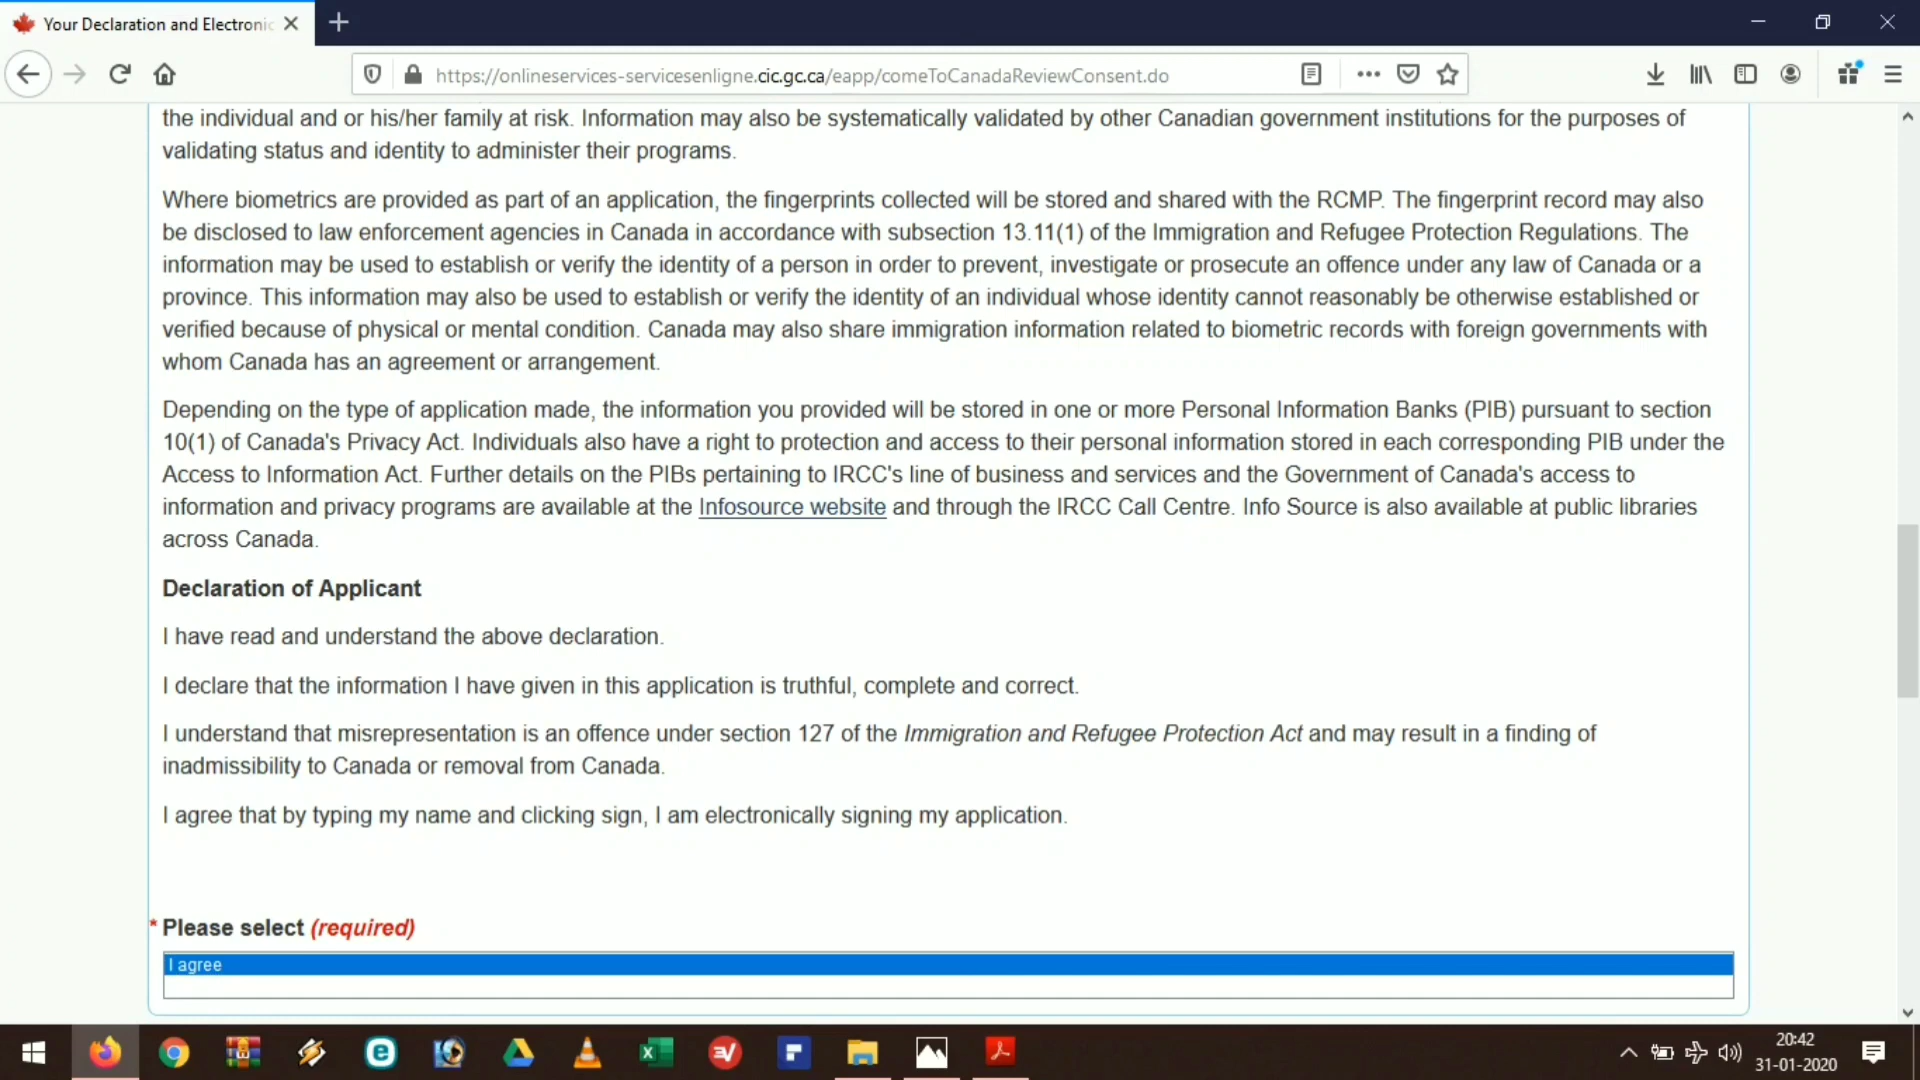 Your Declaration and Electronic
https://onlineservices-servicesenligne.cic.gc.ca/eapp/comeToCanadaReviewConsent.do
the individual and or his/her family at risk. Information may also be systematically validated by other Canadian government institutions for the purposes of
validating status and identity to administer their programs.
Where biometrics are provided as part of an application, the fingerprints collected will be stored and shared with the RCMP. The fingerprint record may also
be disclosed to law enforcement agencies in Canada in accordance with subsection 13.11(1) of the Immigration and Refugee Protection Regulations. The
information may be used to establish or verify the identity of a person in order to prevent, investigate or prosecute an offence under any law of Canada or a
province. This information may also be used to establish or verify the identity of an individual whose identity cannot reasonably be otherwise established or
verified because of physical or mental condition. Canada may also share immigration information related to biometric records with foreign governments with
whom Canada has an agreement or arrangement.
Depending on the type of application made, the information you provided will be stored in one or more Personal Information Banks (PIB) pursuant to section
10(1) of Canada's Privacy Act. Individuals also have a right to protection and access to their personal information stored in each corresponding PIB under the
Access to Information Act. Further details on the PIBs pertaining to IRCC's line of business and services and the Government of Canada's access to
information and privacy programs are available at the Infosource website and through the IRCC Call Centre. Info Source is also available at public libraries
across Canada.
Declaration of Applicant
I have read and understand the above declaration.
I declare that the information I have given in this application is truthful, complete and correct.
I understand that misrepresentation is an offence under section 127 of the Immigration and Refugee Protection Act and may result in a finding of
inadmissibility to Canada or removal from Canada.
I agree that by typing my name and clicking sign, I am electronically signing my application.
* Please select (required)
I agree
20:42
31-01-2020